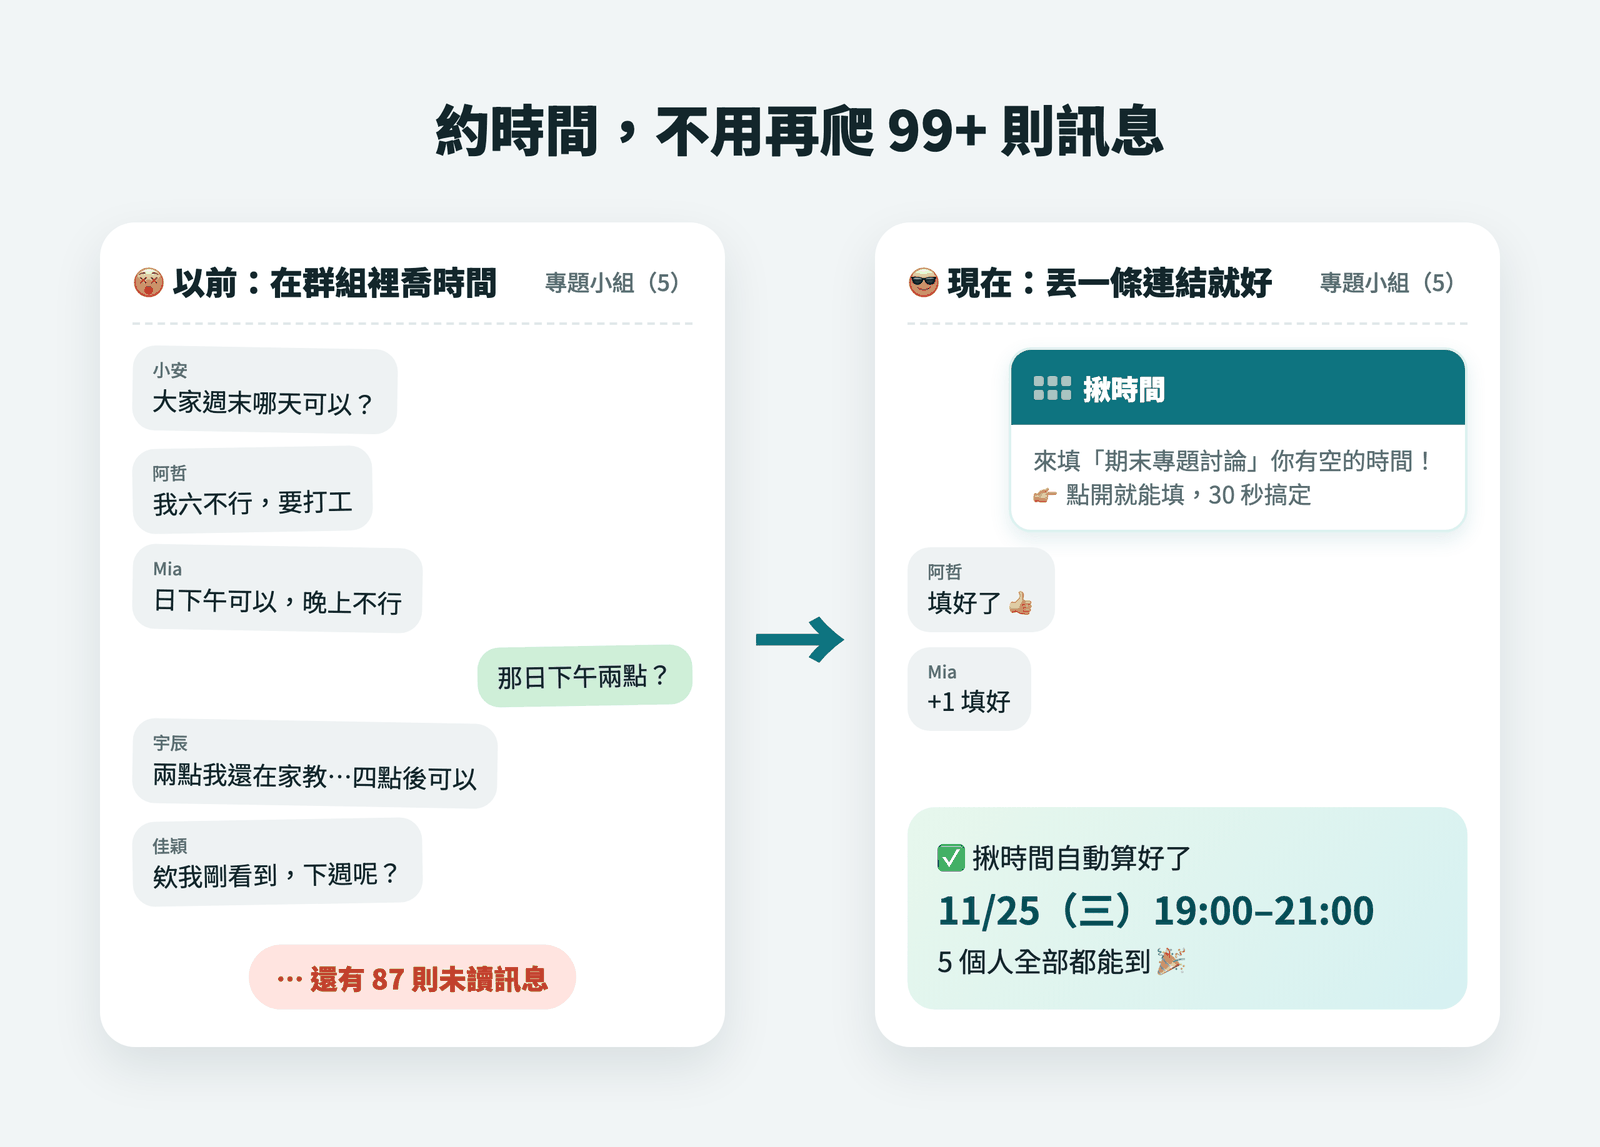 約時間，不用再爬 99+ 則訊息
😵 以前：在群組裡喬時間
專題小組（5）
小安
大家週末哪天可以？
阿哲
我六不行，要打工
Mia
日下午可以，晚上不行
那日下午兩點？
宇辰
兩點我還在家教⋯四點後可以
佳穎
欸我剛看到，下週呢？
⋯ 還有 87 則未讀訊息
→
😎 現在：丟一條連結就好
專題小組（5）
揪時間
來填「期末專題討論」你有空的時間！
👉🏼 點開就能填，30 秒搞定
阿哲
填好了 👍🏼
Mia
+1 填好
✅ 揪時間自動算好了
11/25（三）19:00–21:00
5 個人全部都能到 🎉